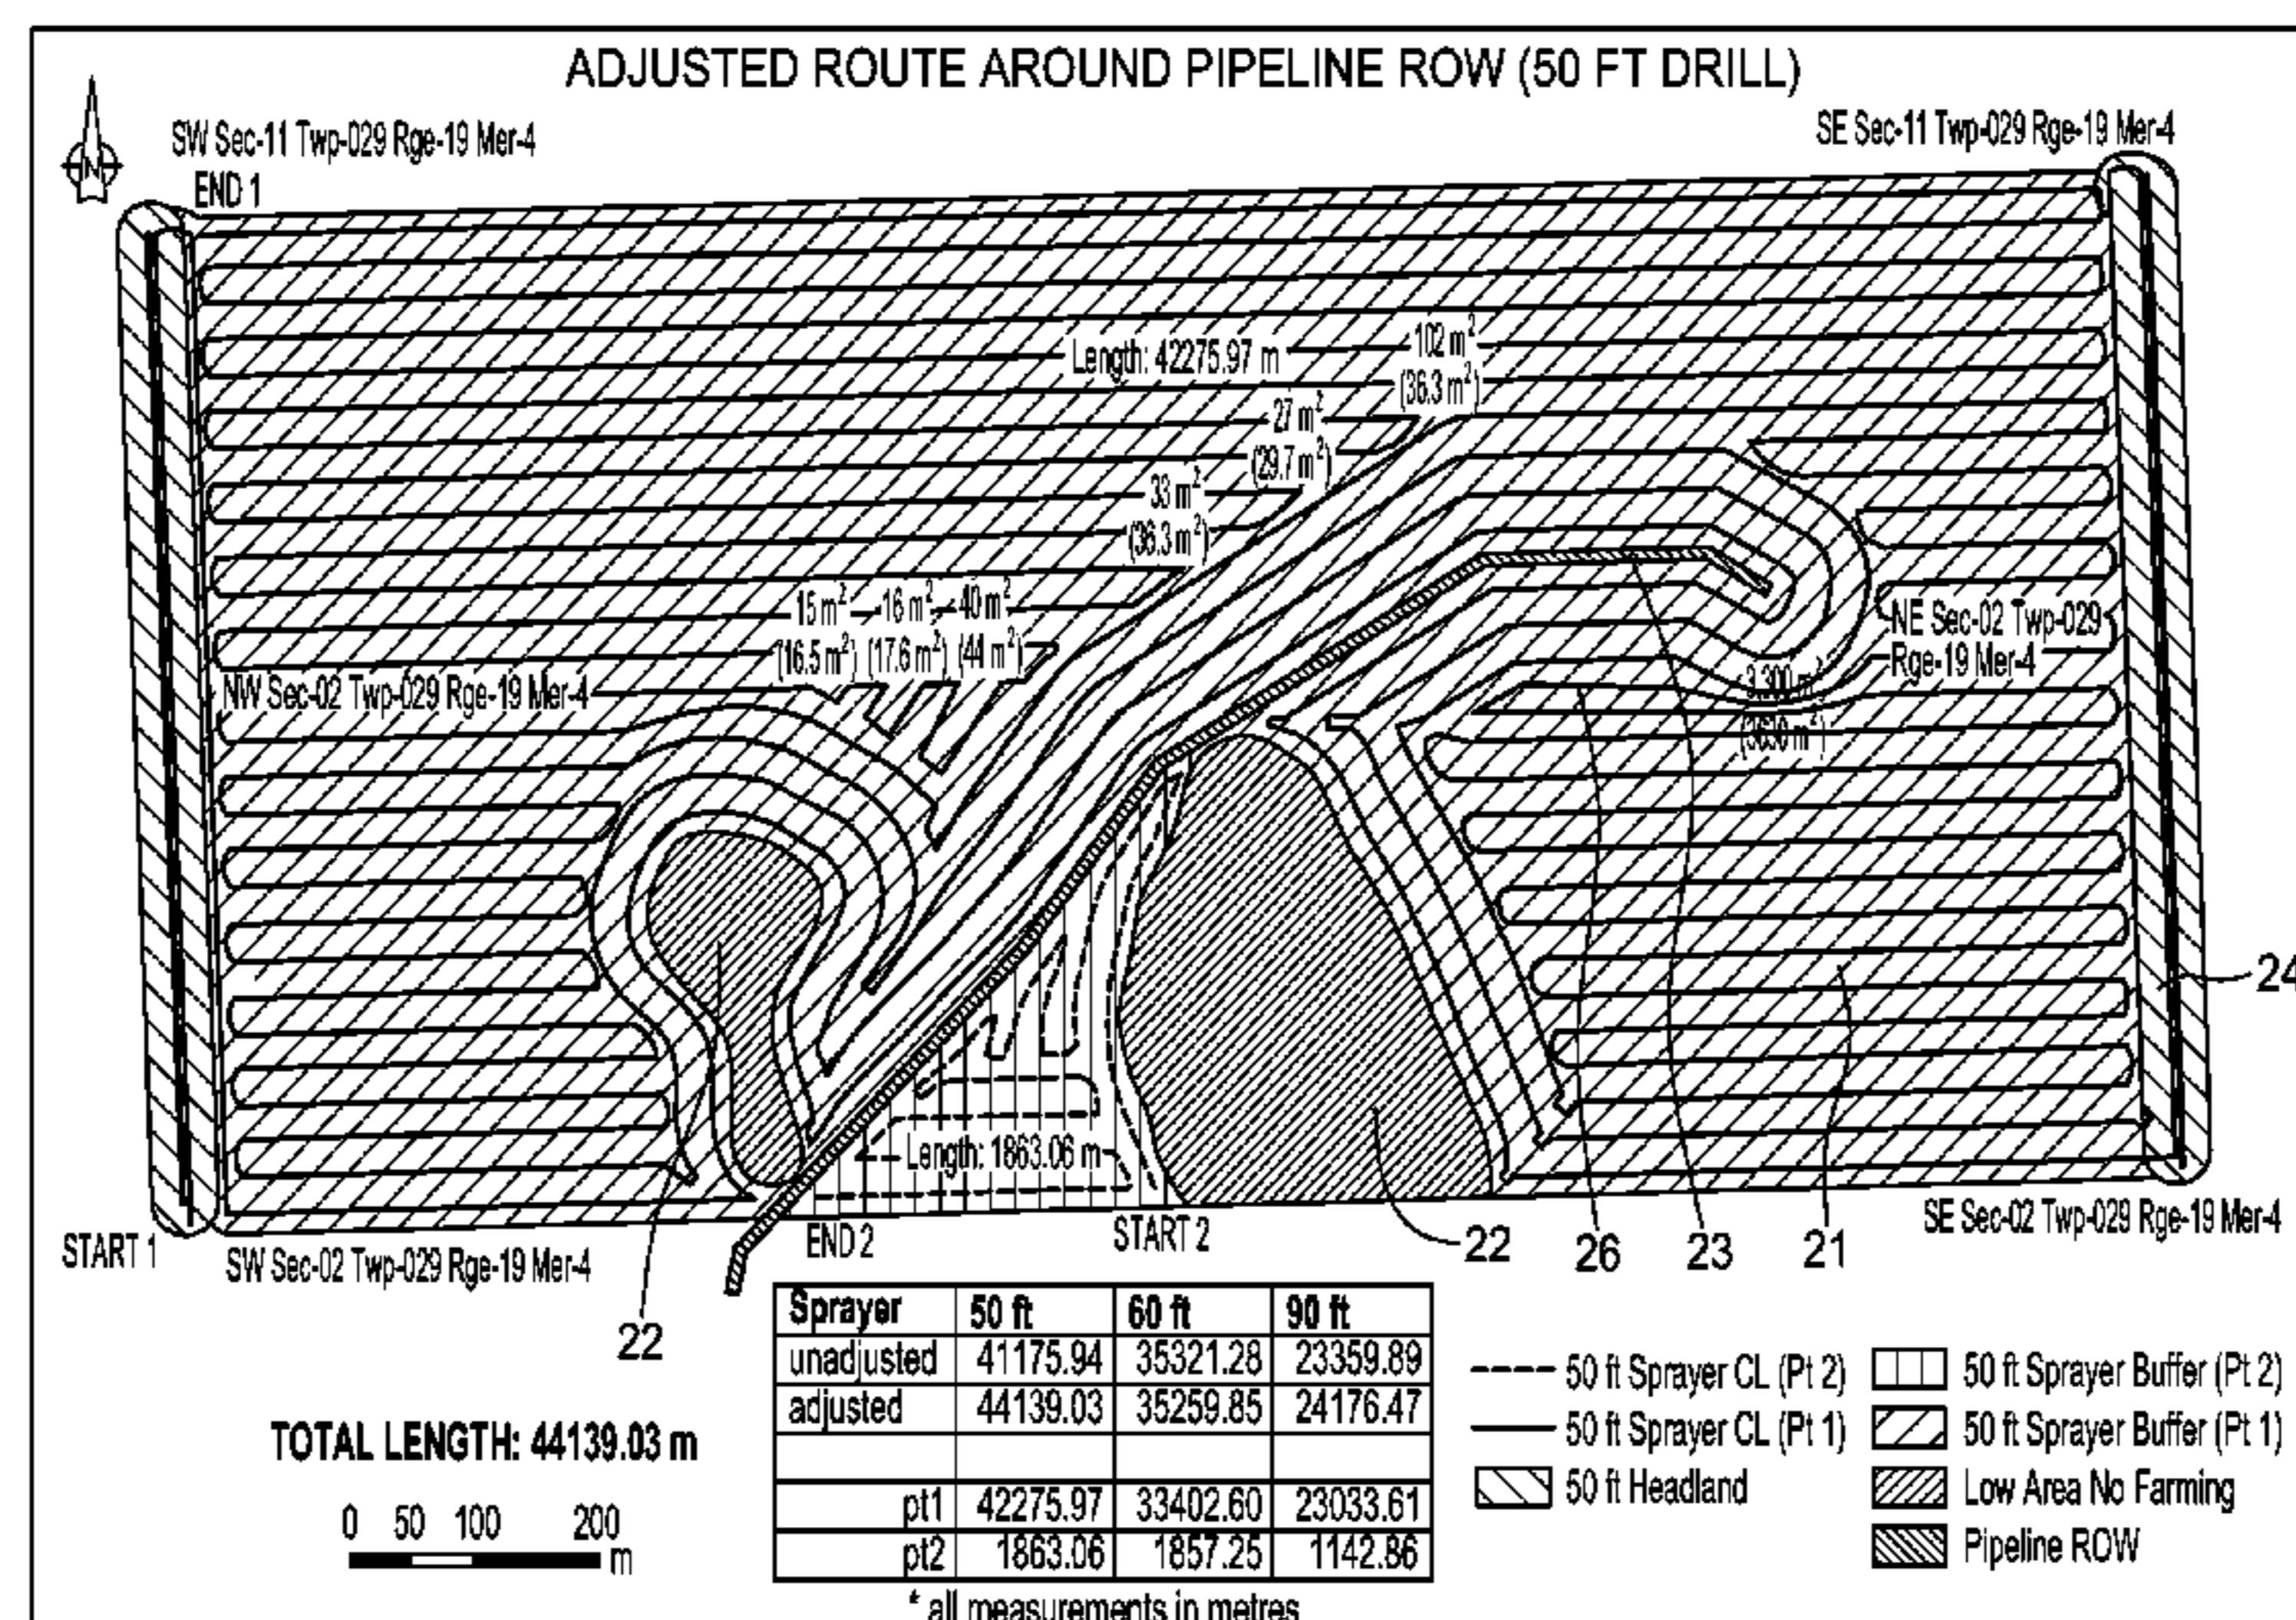 ADJUSTED ROUTE AROUND PIPELINE ROW (50 FT DRILL)
N
SW Sec-11 Twp-029 Rge-19 Mer-4
SE Sec-11 Twp-029 Rge-19 Mer-4
END 1
Length: 42275.97 m
102 m²
(36.3 m²)
27 m²
(29.7 m²)
33 m²
(36.3 m²)
15 m² 16 m² 40 m²
(16.5 m²) (17.6 m²) (44 m²)
NE Sec-02 Twp-029
Rge-19 Mer-4
NW Sec-02 Twp-029 Rge-19 Mer-4
3,300 m²
(3630 m²)
24
Length: 1863.06 m
START 1
SW Sec-02 Twp-029 Rge-19 Mer-4
END 2
START 2
22
26
23
21
SE Sec-02 Twp-029 Rge-19 Mer-4
22
Sprayer 50 ft 60 ft 90 ft
unadjusted 41175.94 35321.28 23359.89
adjusted 44139.03 35259.85 24176.47
pt1 42275.97 33402.60 23033.61
pt2 1863.06 1857.25 1142.86
* all measurements in metres
TOTAL LENGTH: 44139.03 m
0 50 100 200
m
50 ft Sprayer CL (Pt 2)
50 ft Sprayer CL (Pt 1)
50 ft Headland
50 ft Sprayer Buffer (Pt 2)
50 ft Sprayer Buffer (Pt 1)
Low Area No Farming
Pipeline ROW